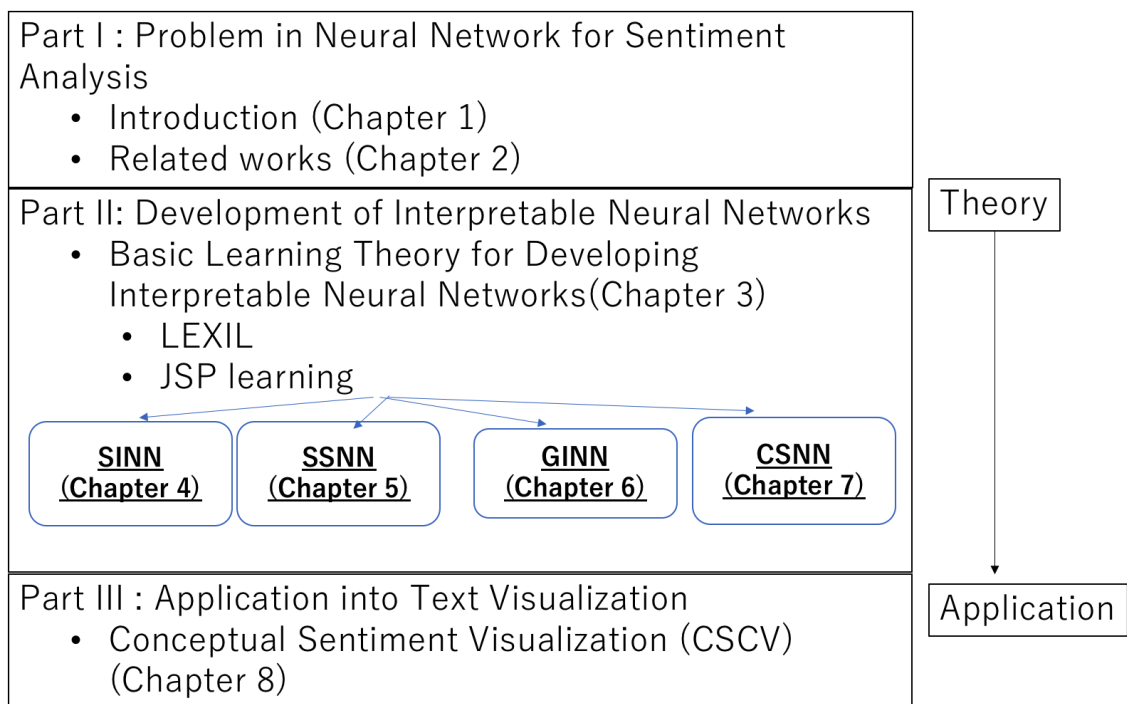 Part I : Problem in Neural Network for Sentiment
Analysis
• Introduction (Chapter 1)
• Related works (Chapter 2)
Theory
Part II: Development of Interpretable Neural Networks
• Basic Learning Theory for Developing
Interpretable Neural Networks(Chapter 3)
• LEXIL
• JSP learning
SINN
(Chapter 4)
SSNN
(Chapter 5)
GINN
(Chapter 6)
CSNN
(Chapter 7)
Part III : Application into Text Visualization
Application
• Conceptual Sentiment Visualization (CSCV)
(Chapter 8)